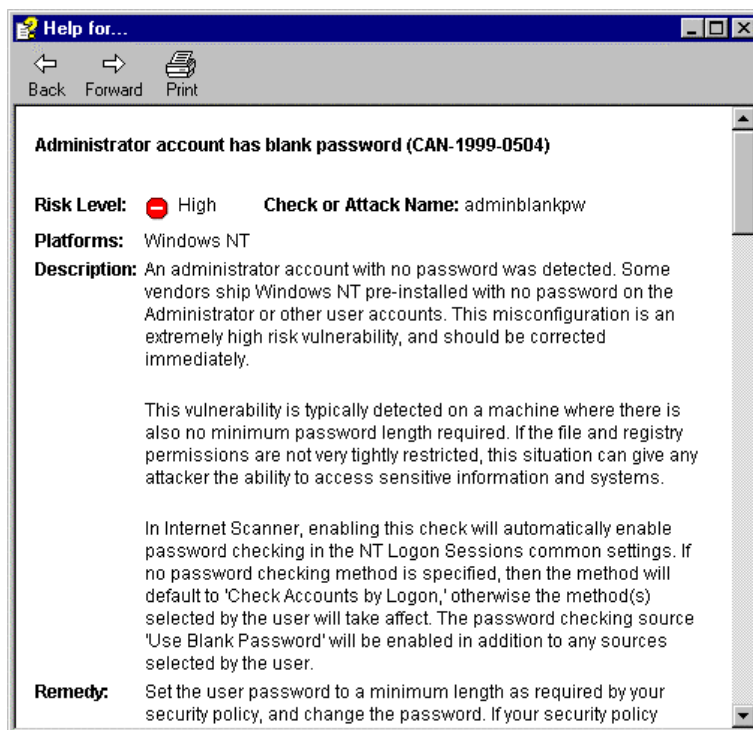 Help for...
Back Forward Print
Administrator account has blank password (CAN-1999-0504)
Risk Level: High Check or Attack Name: adminblankpw
Platforms: Windows NT
Description: An administrator account with no password was detected. Some
vendors ship Windows NT pre-installed with no password on the
Administrator or other user accounts. This misconfiguration is an
extremely high risk vulnerability, and should be corrected
immediately.
This vulnerability is typically detected on a machine where there is
also no minimum password length required. If the file and registry
permissions are not very tightly restricted, this situation can give any
attacker the ability to access sensitive information and systems.
In Internet Scanner, enabling this check will automatically enable
password checking in the NT Logon Sessions common settings. If
no password checking method is specified, then the method will
default to 'Check Accounts by Logon,' otherwise the method(s)
selected by the user will take affect. The password checking source
'Use Blank Password' will be enabled in addition to any sources
selected by the user.
Remedy: Set the user password to a minimum length as required by your
security policy, and change the password. If your security policy